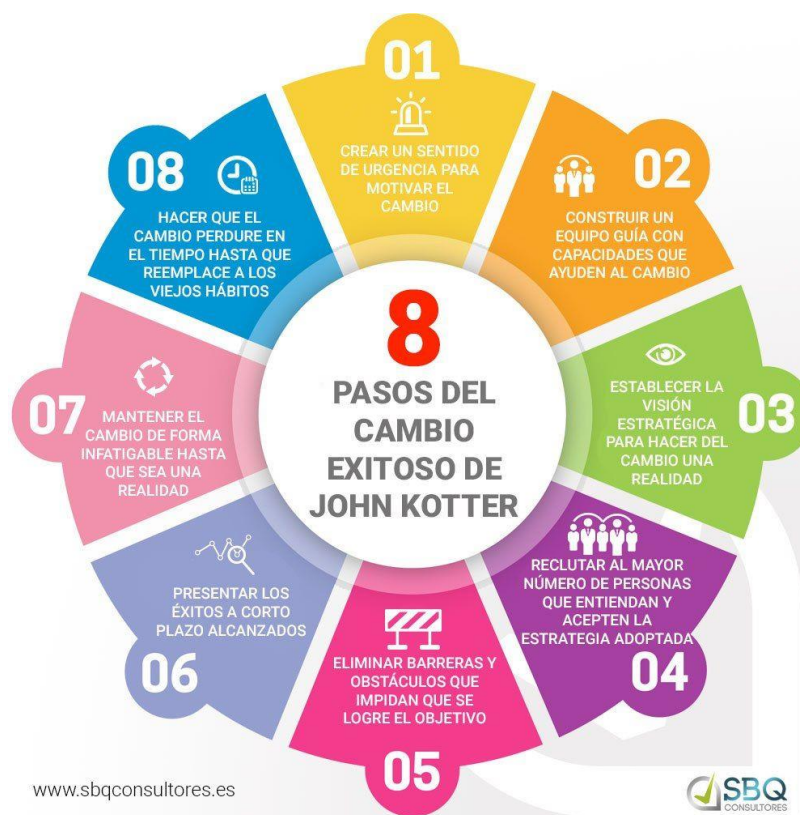 01
CREAR UN SENTIDO
DE URGENCIA PARA
MOTIVAR EL
CAMBIO
02
CONSTRUIR UN
EQUIPO GUÍA CON
CAPACIDADES QUE
AYUDEN AL CAMBIO
03
ESTABLECER LA
VISIÓN
ESTRATÉGICA
PARA HACER DEL
CAMBIO UNA
REALIDAD
RECLUTAR AL MAYOR
NÚMERO DE PERSONAS
QUE ENTIENDAN Y
ACEPTEN LA
ESTRATEGIA ADOPTADA
04
ELIMINAR BARRERAS Y
OBSTÁCULOS QUE
IMPIDAN QUE SE
LOGRE EL OBJETIVO
05
PRESENTAR LOS
ÉXITOS A CORTO
PLAZO ALCANZADOS
06
07
MANTENER EL
CAMBIO DE FORMA
INFATIGABLE HASTA
QUE SEA UNA
REALIDAD
08
HACER QUE EL
CAMBIO PERDURE EN
EL TIEMPO HASTA QUE
REEMPLACE A LOS
VIEJOS HÁBITOS
8
PASOS DEL
CAMBIO
EXITOSO DE
JOHN KOTTER
www.sbqconsultores.es
SBQ
CONSULTORES